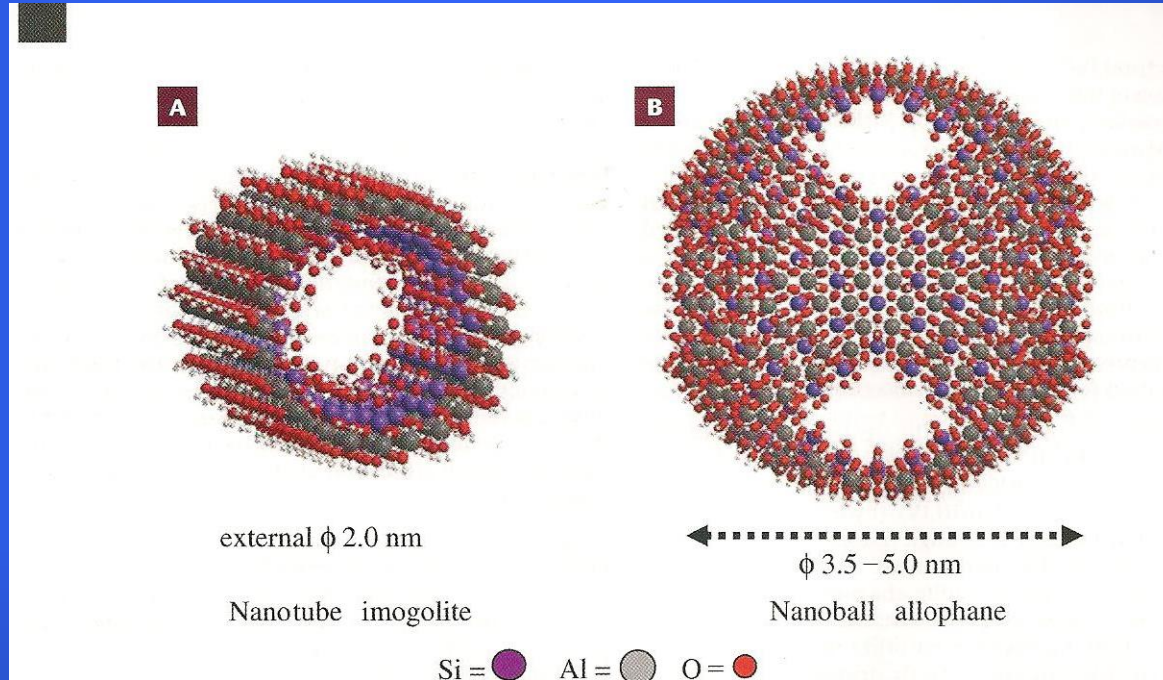 A
B
external ϕ 2.0 nm
ϕ 3.5 – 5.0 nm
Nanotube imogolite
Nanoball allophane
Si = Al = O =